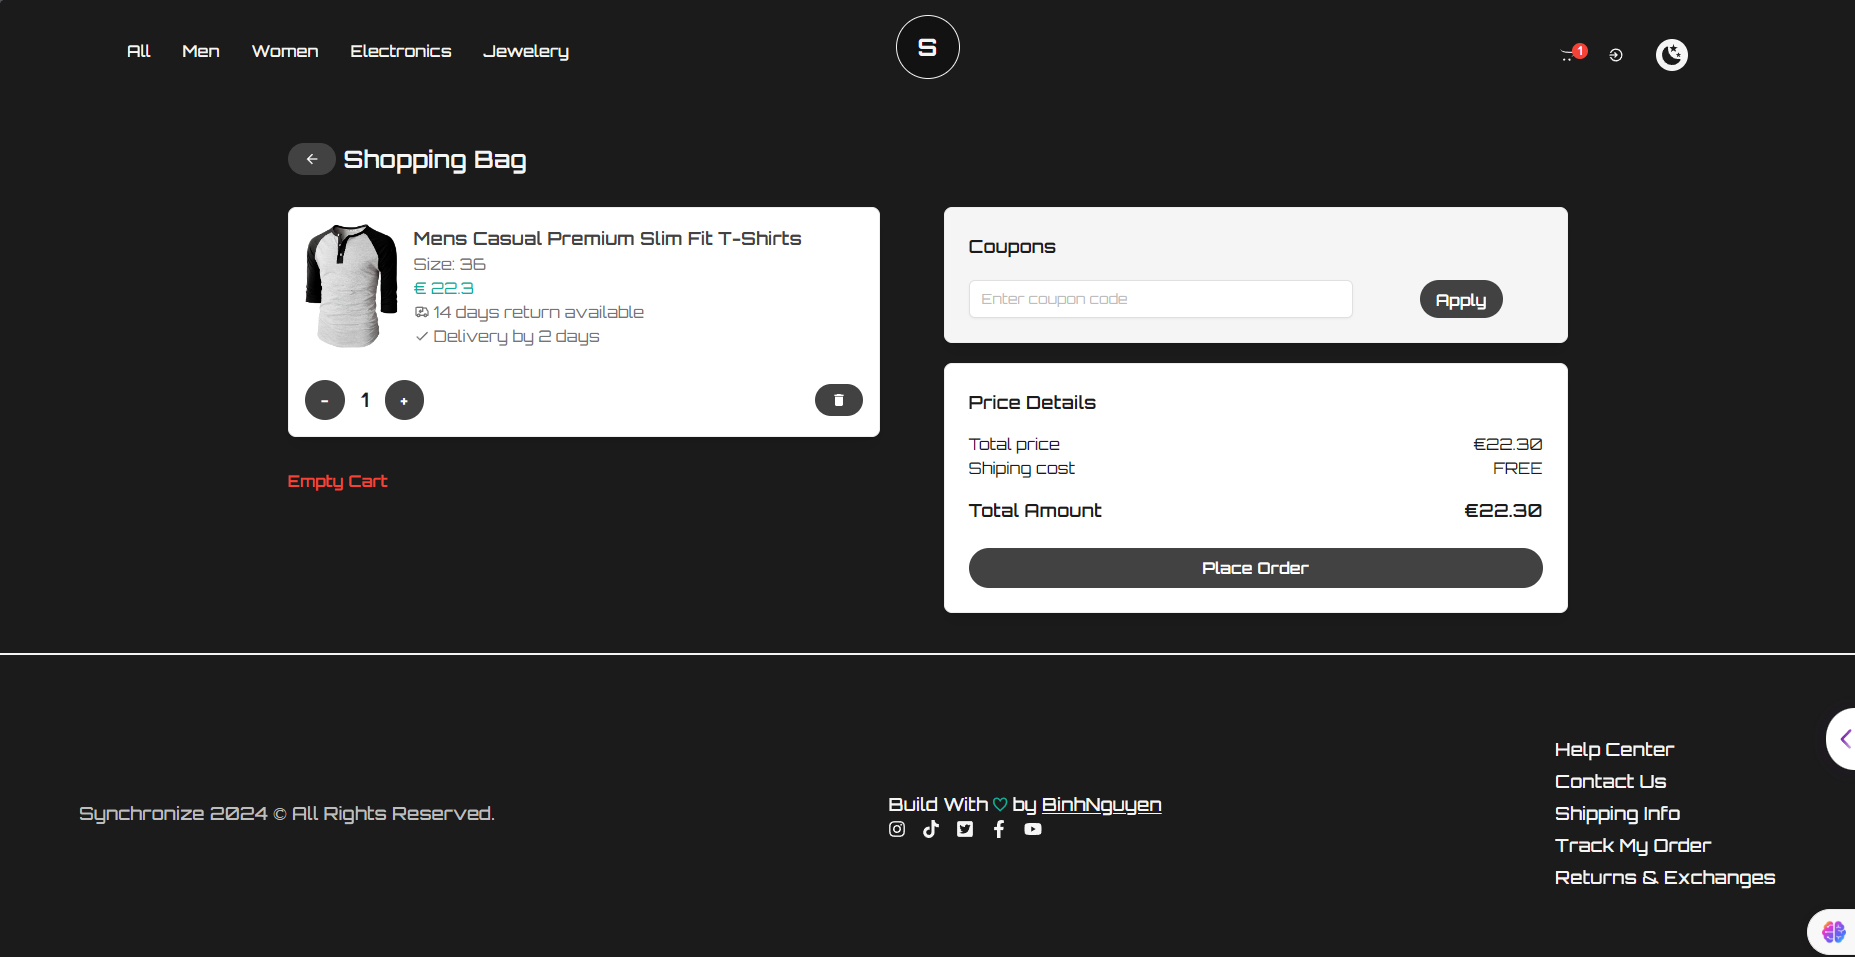 All Men Women Electronics Jewelery
S
1
Shopping Bag
Mens Casual Premium Slim Fit T-Shirts
Size: 36
€ 22.3
14 days return available
Delivery by 2 days
- 1 +
Empty Cart
Coupons
Enter coupon code
Apply
Price Details
Total price €22.30
Shiping cost FREE
Total Amount €22.30
Place Order
Synchronize 2024 © All Rights Reserved.
Build With by BinhNguyen
Help Center
Contact Us
Shipping Info
Track My Order
Returns & Exchanges